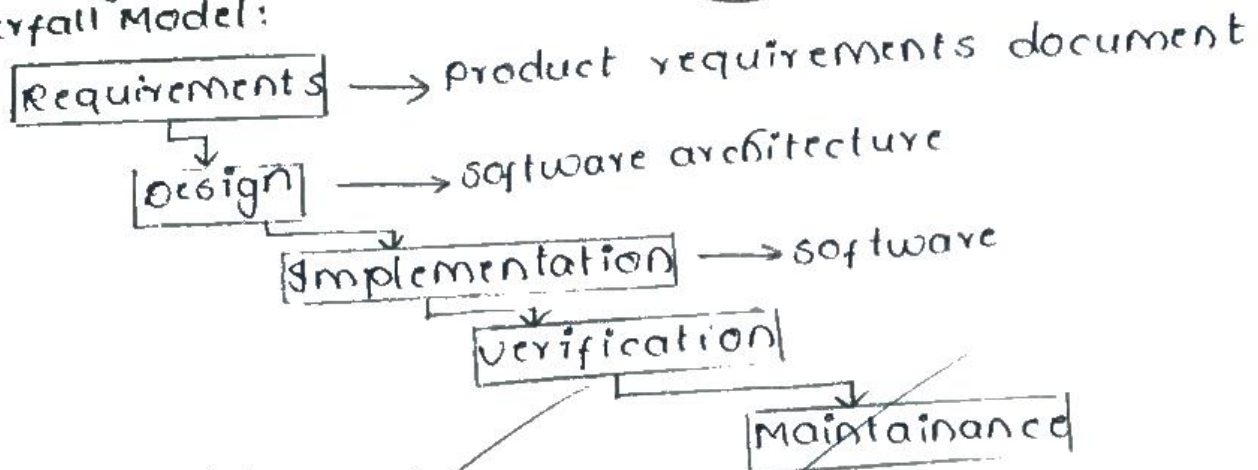 rfall Model:
Requirements → product requirements document
Design → software architecture
Implementation → software
verification
Maintainance